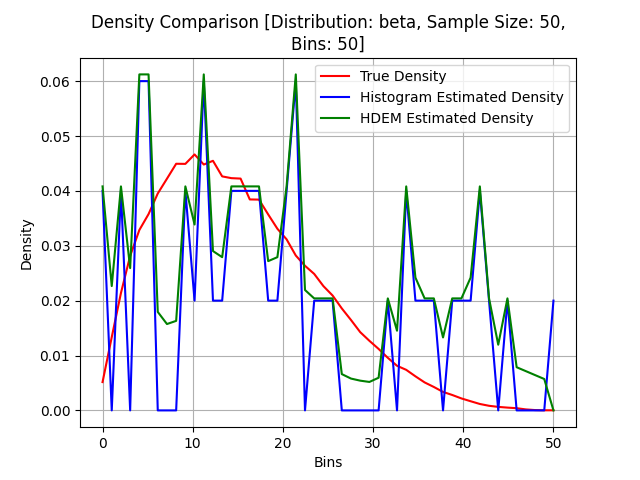 Density Comparison [Distribution: beta, Sample Size: 50,
Bins: 50]
True Density
Histogram Estimated Density
HDEM Estimated Density
Density
0.06
0.05
0.04
0.03
0.02
0.01
0.00
0
10
20
30
40
50
Bins